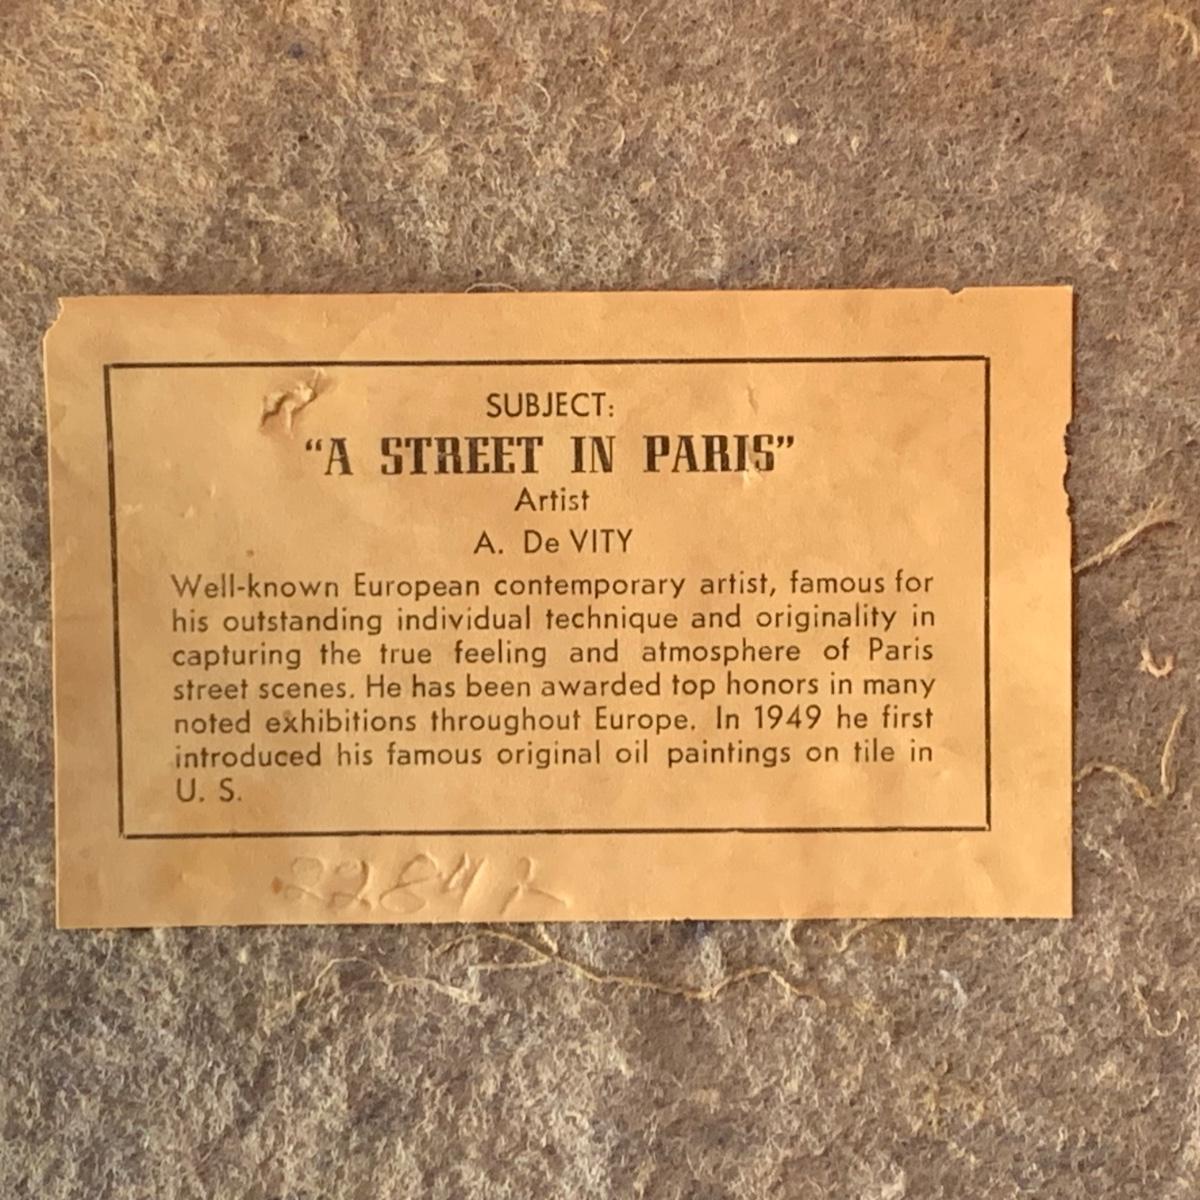 SUBJECT:
“A STREET IN PARIS”
Artist
A. De VITY
Well-known European contemporary artist, famous for
his outstanding individual technique and originality in
capturing the true feeling and atmosphere of Paris
street scenes. He has been awarded top honors in many
noted exhibitions throughout Europe. In 1949 he first
introduced his famous original oil paintings on tile in
U. S.